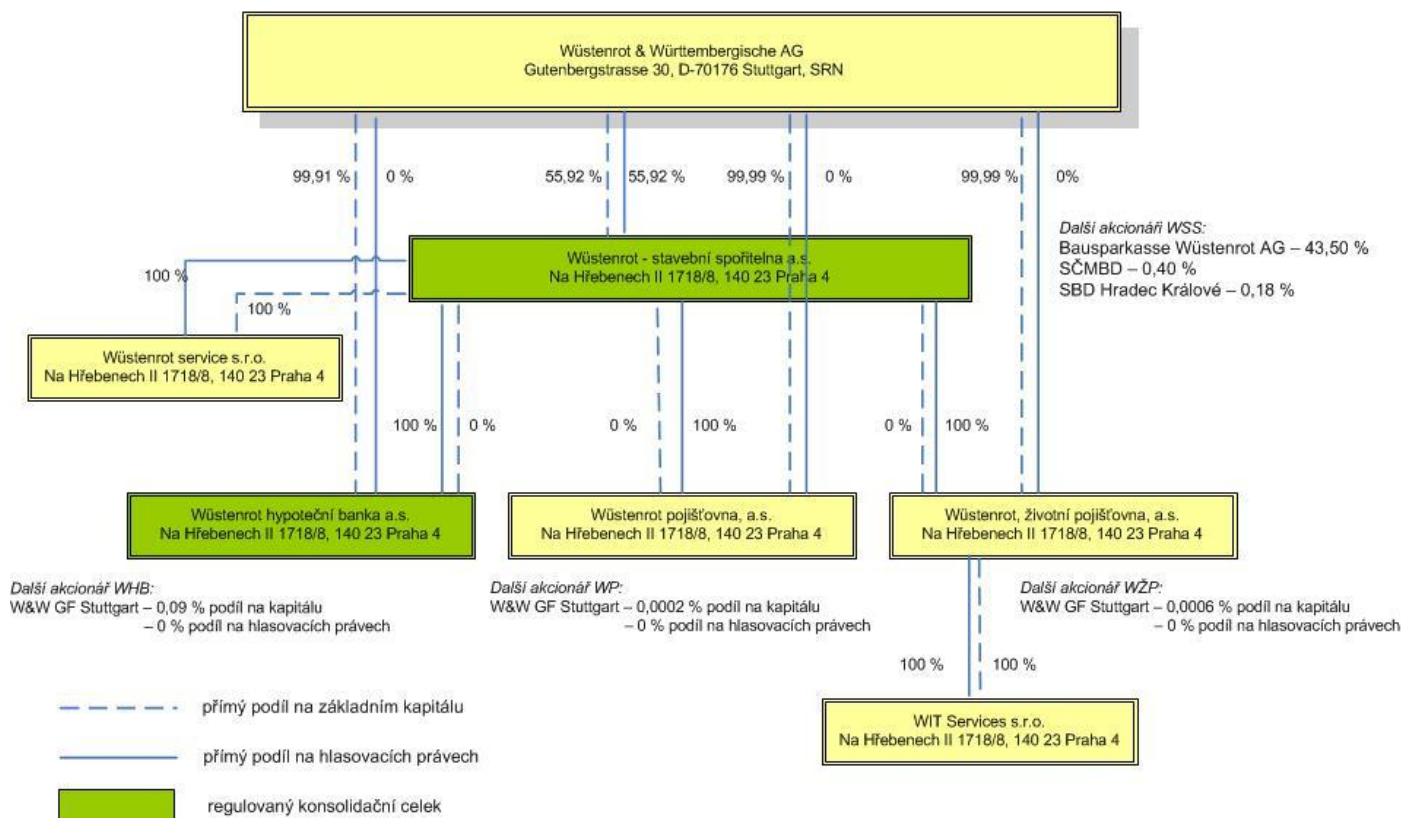 Wüstenrot & Württembergische AG
Gutenbergstrasse 30, D-70176 Stuttgart, SRN
99,91 %
0 %
55,92 %
55,92 %
99,99 %
0 %
99,99 %
0%
Další akcionáři WSS:
Bausparkasse Wüstenrot AG – 43,50 %
SČMBD – 0,40 %
SBD Hradec Králové – 0,18 %
Wüstenrot - stavební spořitelna a.s.
Na Hřebenech II 1718/8, 140 23 Praha 4
100 %
100 %
Wüstenrot service s.r.o.
Na Hřebenech II 1718/8, 140 23 Praha 4
100 %
0 %
0 %
100 %
0 %
100 %
Wüstenrot hypoteční banka a.s.
Na Hřebenech II 1718/8, 140 23 Praha 4
Wüstenrot pojišťovna, a.s.
Na Hřebenech II 1718/8, 140 23 Praha 4
Wüstenrot, životní pojišťovna, a.s.
Na Hřebenech II 1718/8, 140 23 Praha 4
Další akcionář WHB:
W&W GF Stuttgart – 0,09 % podíl na kapitálu
– 0 % podíl na hlasovacích právech
Další akcionář WP:
W&W GF Stuttgart – 0,0002 % podíl na kapitálu
– 0 % podíl na hlasovacích právech
Další akcionář WŽP:
W&W GF Stuttgart – 0,0006 % podíl na kapitálu
– 0 % podíl na hlasovacích právech
100 %
100 %
WIT Services s.r.o.
Na Hřebenech II 1718/8, 140 23 Praha 4
přímý podíl na základním kapitálu
přímý podíl na hlasovacích právech
regulovaný konsolidační celek